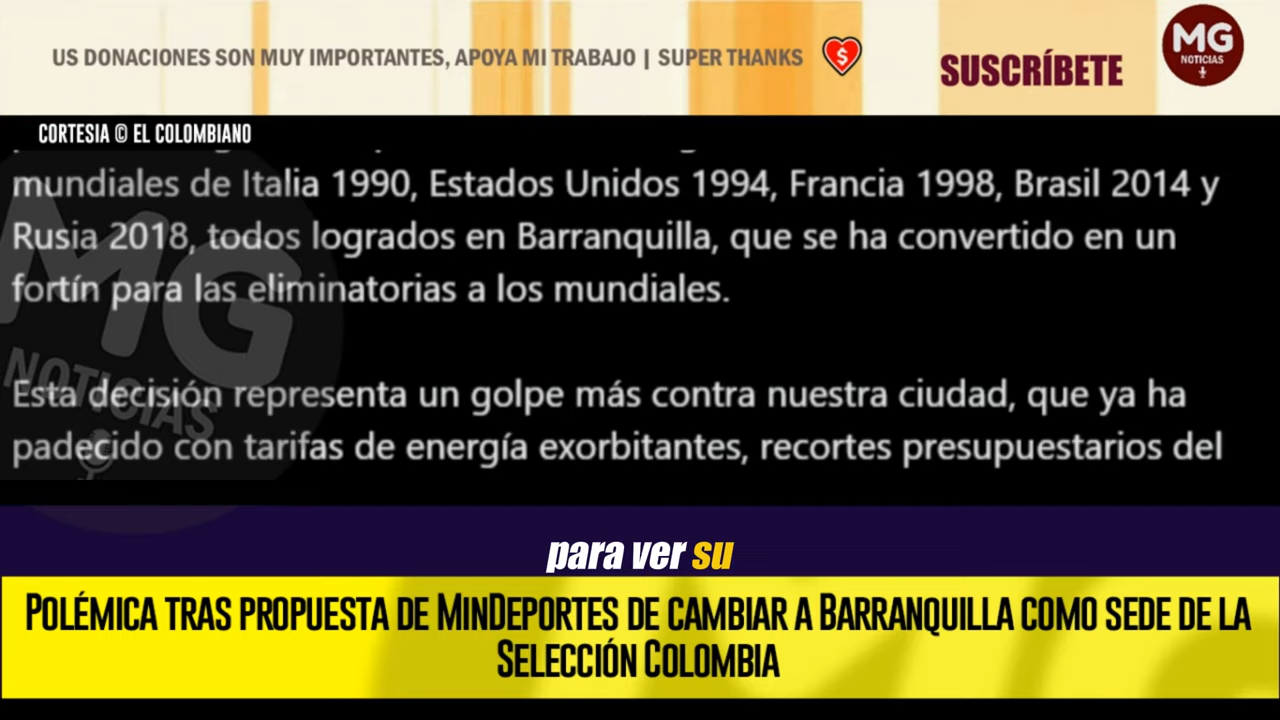 US DONACIONES SON MUY IMPORTANTES, APOYA MI TRABAJO | SUPER THANKS
$
SUSCRÍBETE
MG
NOTICIAS
CORTESIA © EL COLOMBIANO
mundiales de Italia 1990, Estados Unidos 1994, Francia 1998, Brasil 2014 y
Rusia 2018, todos logrados en Barranquilla, que se ha convertido en un
fortín para las eliminatorias a los mundiales.
MG
NOTICIAS
Esta decisión representa un golpe más contra nuestra ciudad, que ya ha
padecido con tarifas de energía exorbitantes, recortes presupuestarios del
para ver su
POLÉMICA TRAS PROPUESTA DE MINDEPORTES DE CAMBIAR A BARRANQUILLA COMO SEDE DE LA
SELECCIÓN COLOMBIA